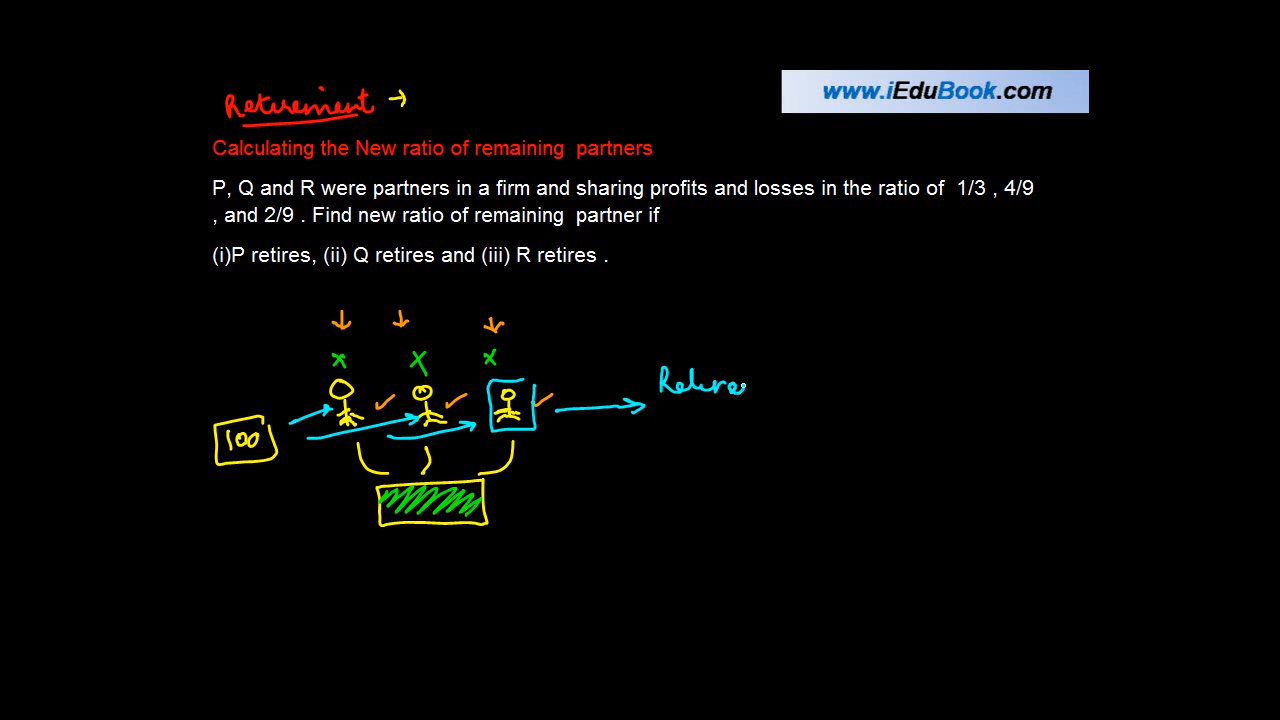 www.iEduBook.com
Retirement →
Calculating the New ratio of remaining partners
P, Q and R were partners in a firm and sharing profits and losses in the ratio of 1/3 , 4/9
, and 2/9 . Find new ratio of remaining partner if
(i)P retires, (ii) Q retires and (iii) R retires .
Retire
100